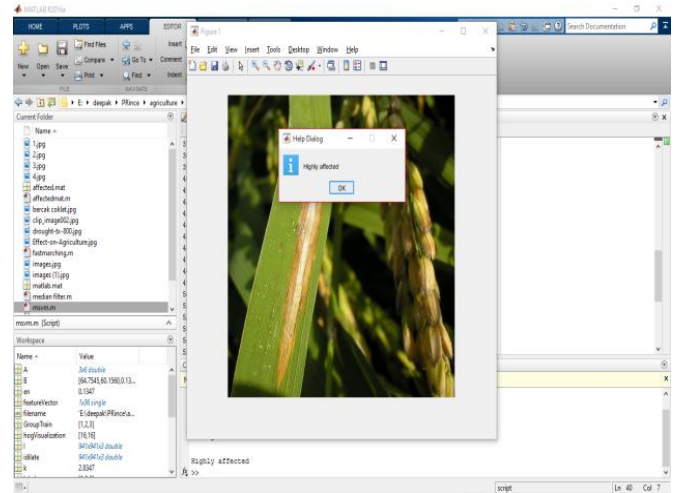 MATLAB R2016a
HOME PLOTS APPS EDITOR
Search Documentation
New Open Save
Find Files
Compare
Print
Go To
Find
Insert
Comment
Indent
FILE NAVIGATE
E: deepak PRince agriculture
Current Folder
Name
1.jpg
2.jpg
3.jpg
4.jpg
affected.mat
affectedmat.m
bercak coklat.jpg
clip_image002.jpg
drought-tx-800.jpg
Effect-on-Agriculture.jpg
fastmarching.m
images.jpg
images (1).jpg
matlab.mat
median filter.m
msvm.m
msvm.m (Script)
Workspace
Name Value
A 3x6 double
B [64.7545,60.1560,0.13...
en 0.1347
featureVector 1x36 single
filename 'E:\deepak\PRince\a...
GroupTrain [1,2,3]
hogVisualization [16,16]
I 941x941x3 double
idilate 941x941x3 double
k 2.8347
Figure 1
File Edit View Insert Tools Desktop Window Help
Help Dialog
Highly affected
OK
Highly affected
fx >>
script Ln 40 Col 7